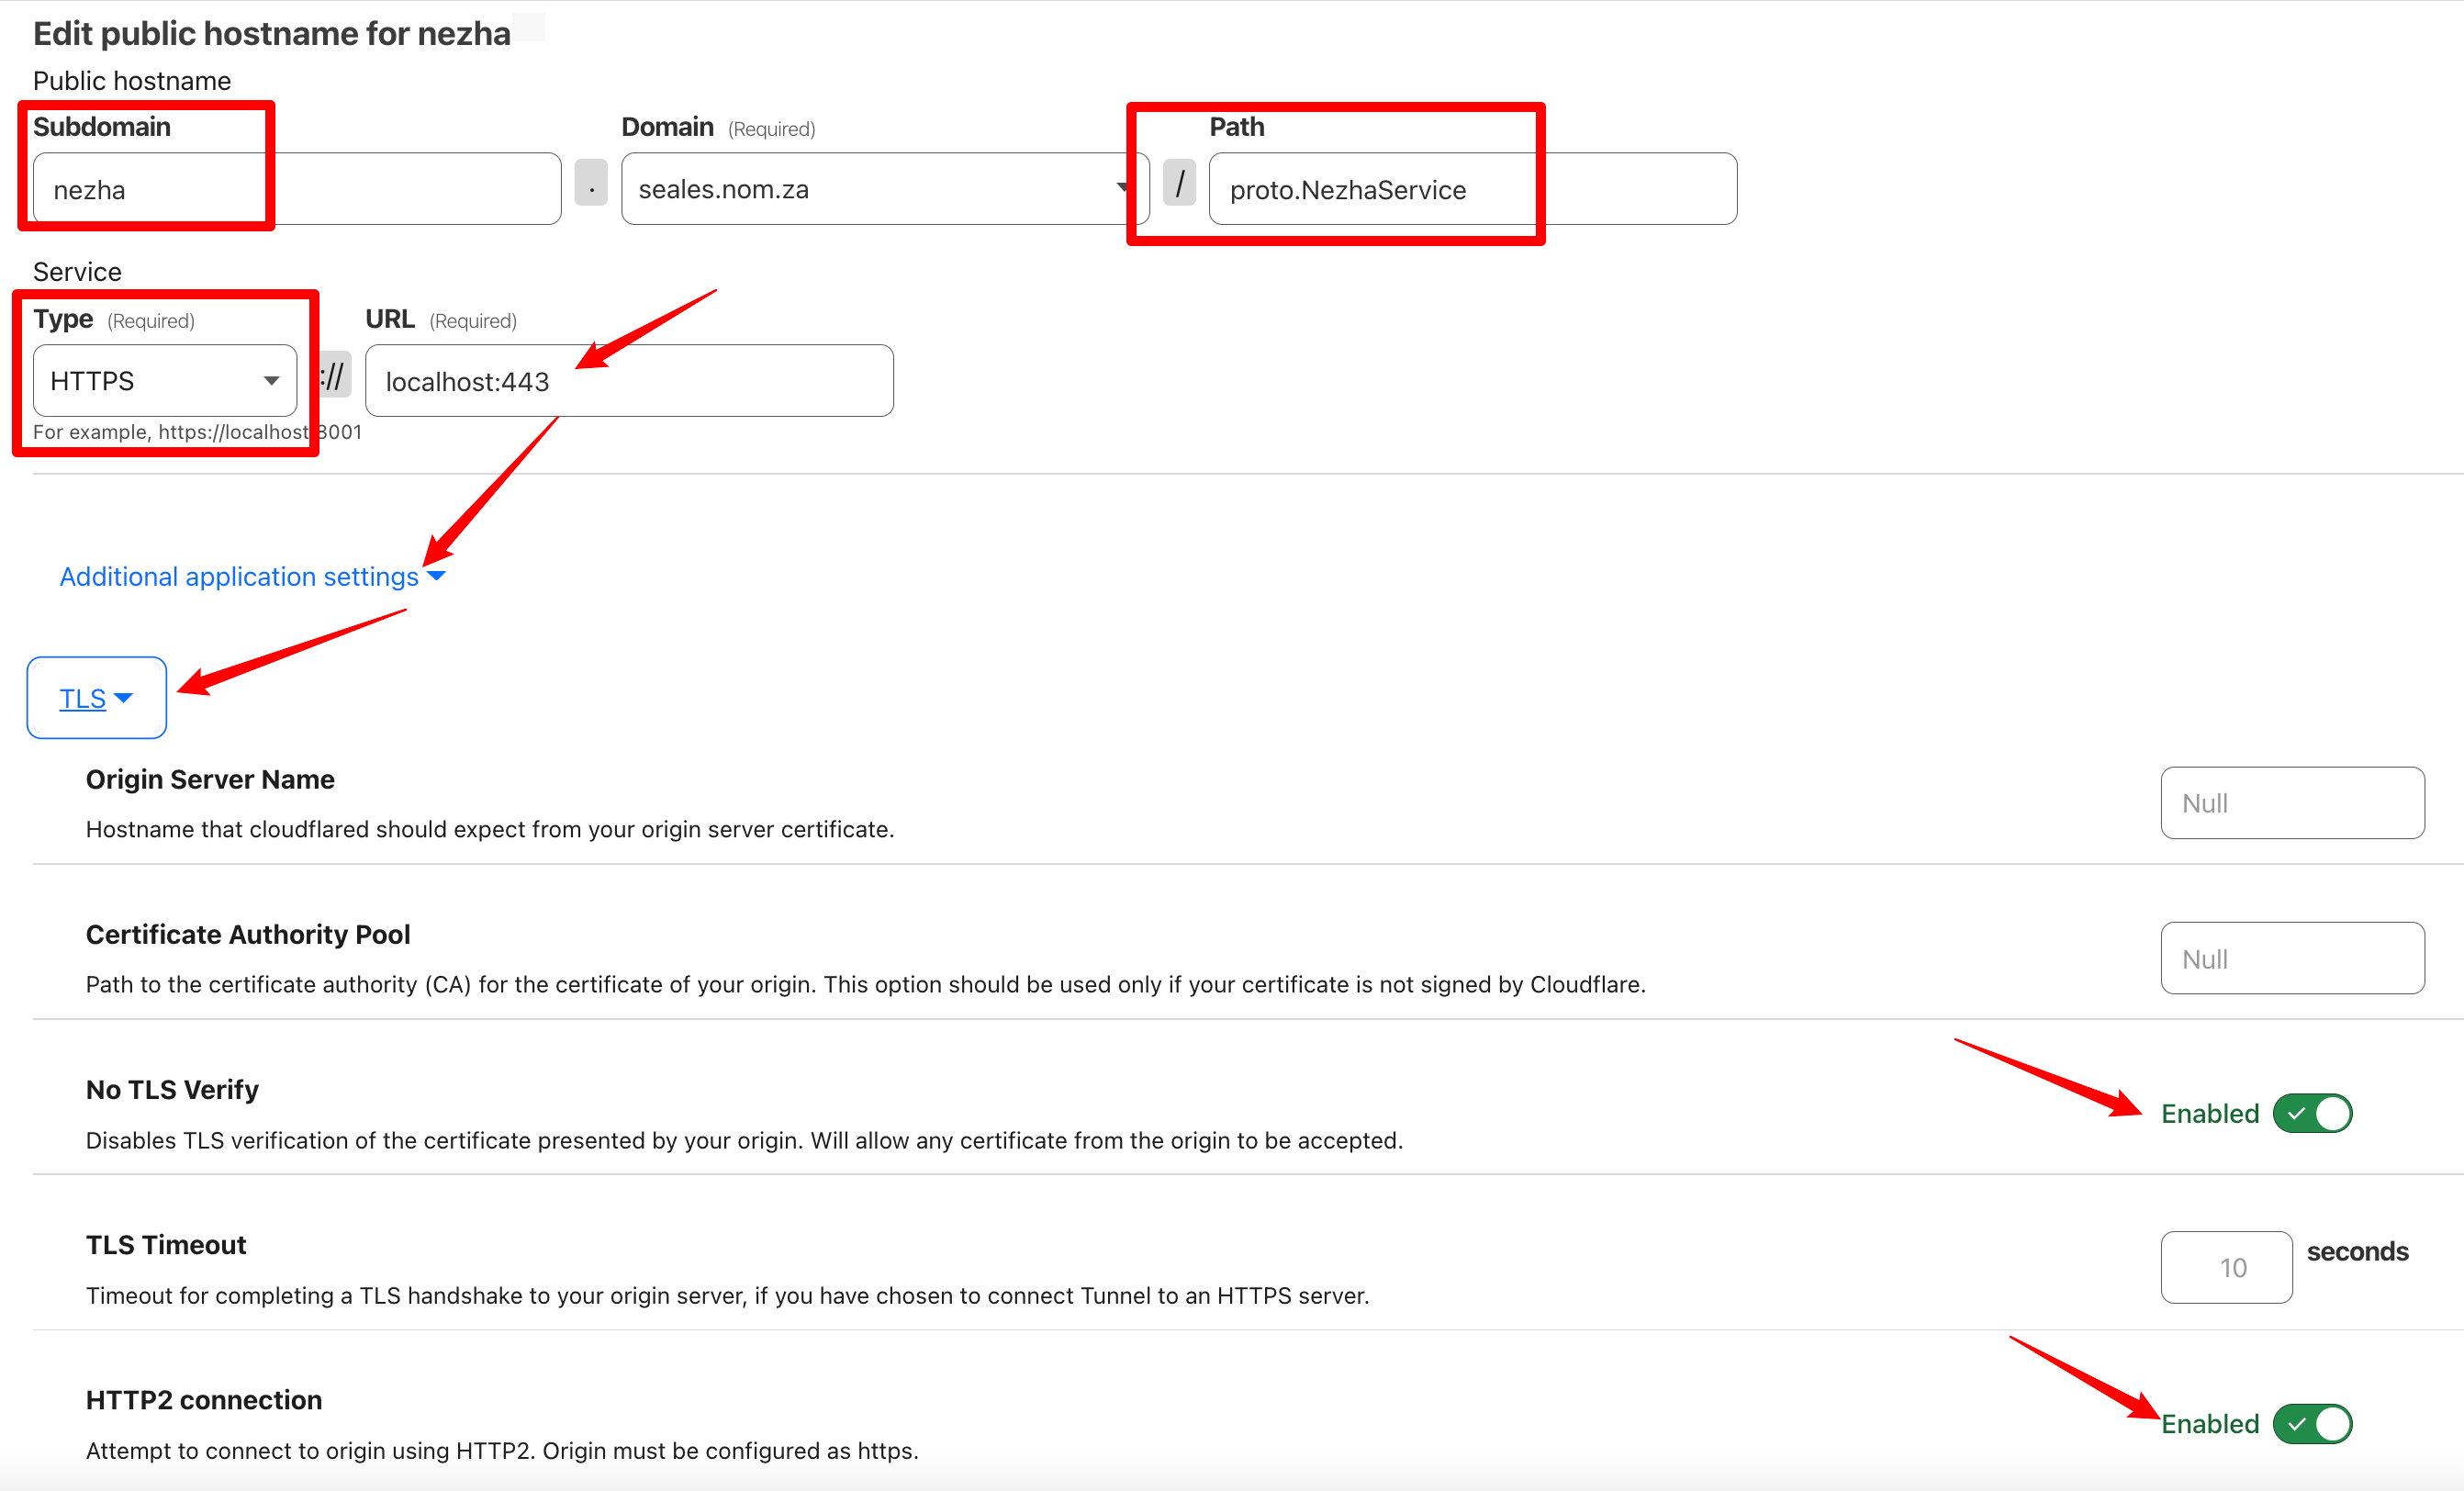 Edit public hostname for nezha
Public hostname
Subdomain
Domain (Required)
Path
nezha
.
seales.nom.za
/
proto.NezhaService
Service
Type (Required)
URL (Required)
HTTPS
://
localhost:443
For example, https://localhost:8001
Additional application settings
TLS
Origin Server Name
Null
Hostname that cloudflared should expect from your origin server certificate.
Certificate Authority Pool
Null
Path to the certificate authority (CA) for the certificate of your origin. This option should be used only if your certificate is not signed by Cloudflare.
No TLS Verify
Enabled
Disables TLS verification of the certificate presented by your origin. Will allow any certificate from the origin to be accepted.
TLS Timeout
10 seconds
Timeout for completing a TLS handshake to your origin server, if you have chosen to connect Tunnel to an HTTPS server.
HTTP2 connection
Enabled
Attempt to connect to origin using HTTP2. Origin must be configured as https.